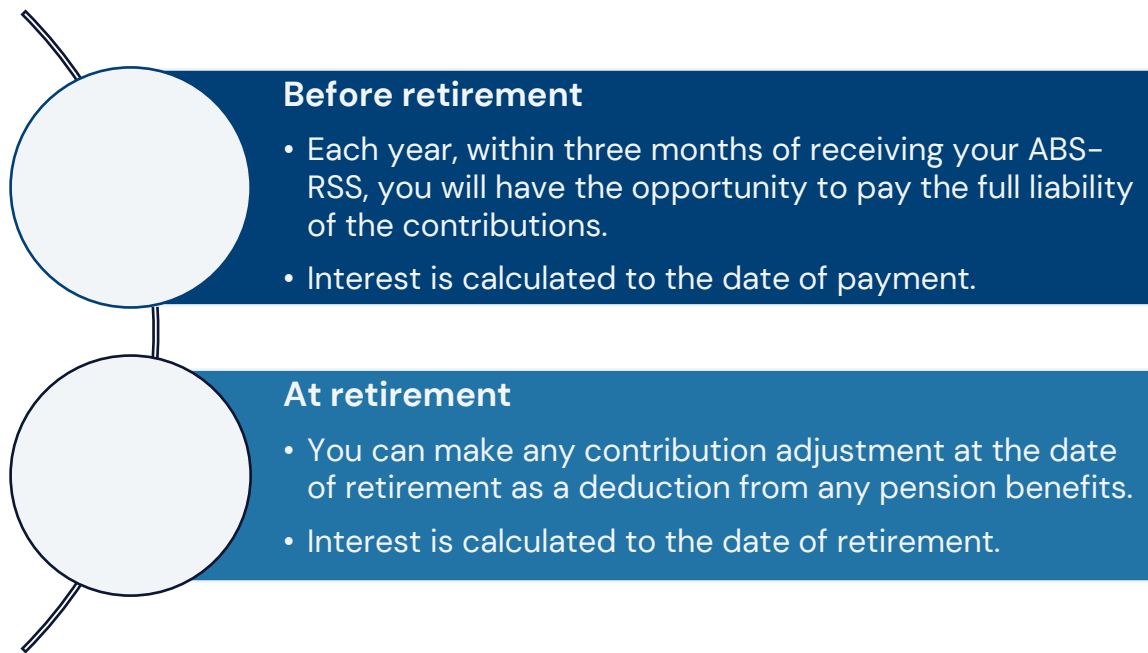 Before retirement
• Each year, within three months of receiving your ABS-
RSS, you will have the opportunity to pay the full liability
of the contributions.
• Interest is calculated to the date of payment.
At retirement
• You can make any contribution adjustment at the date
of retirement as a deduction from any pension benefits.
• Interest is calculated to the date of retirement.